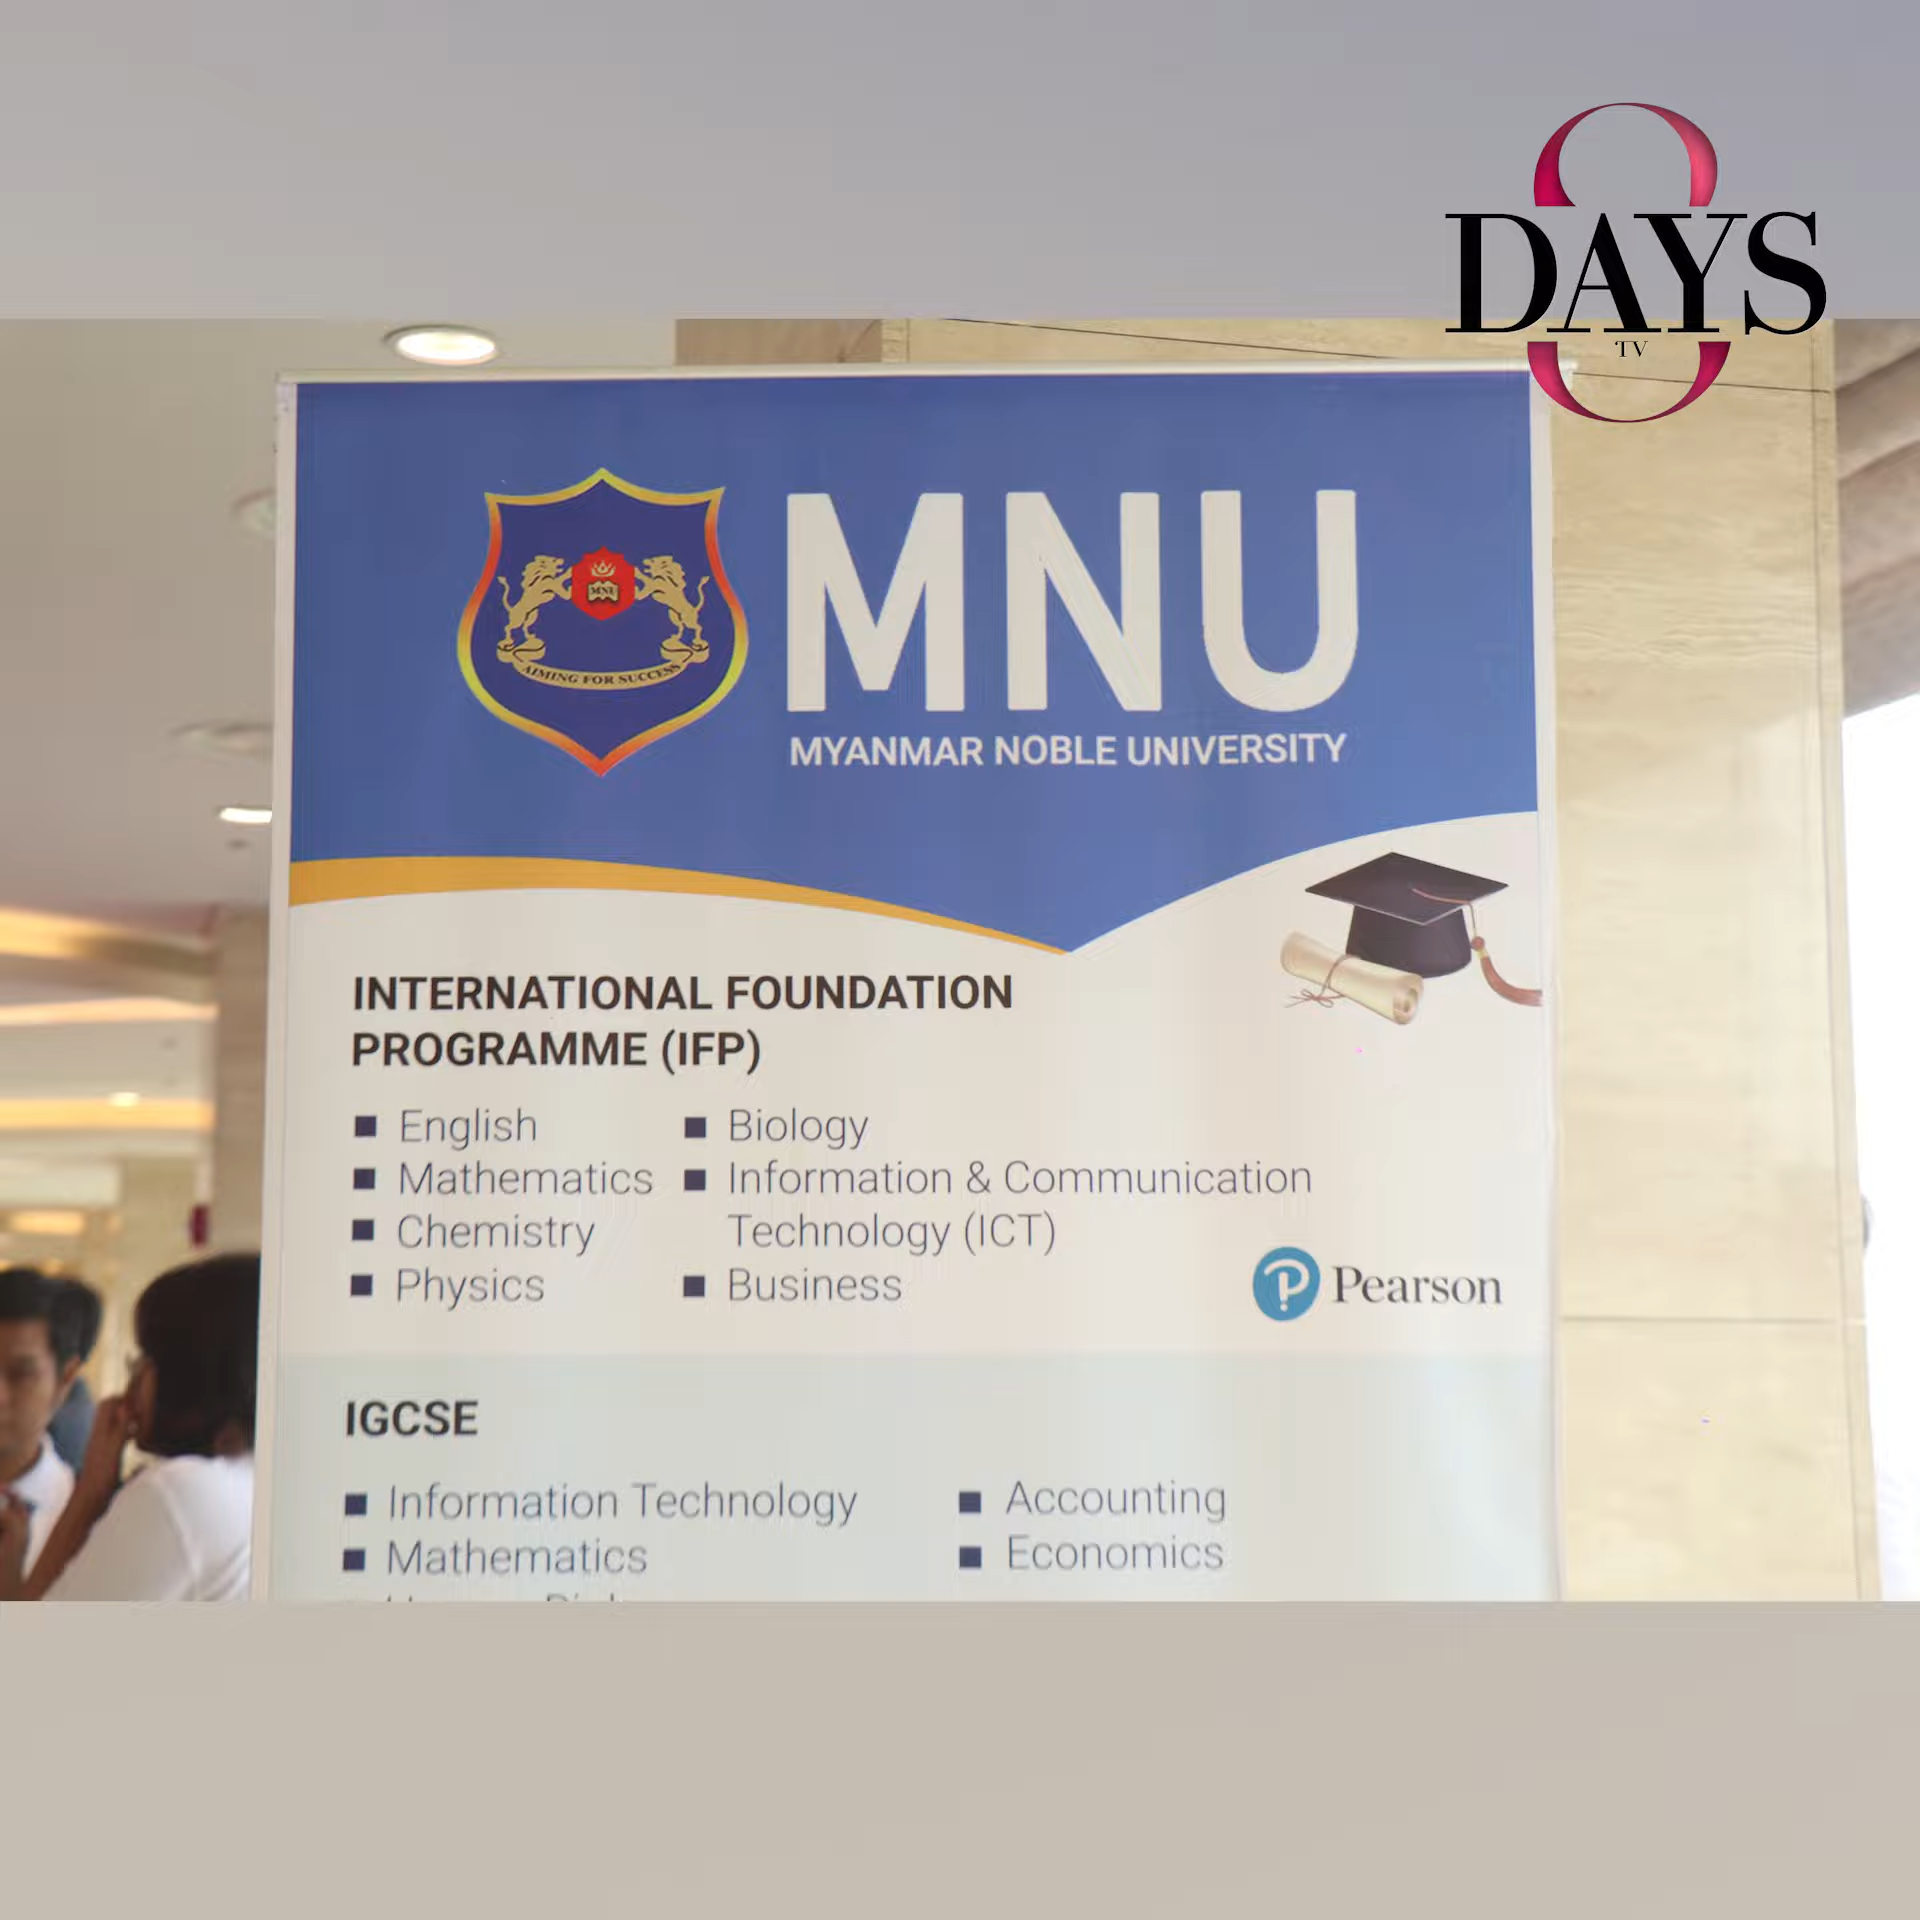 8
DAYS
TV
MNU
AIMING FOR SUCCESS
MNU
MYANMAR NOBLE UNIVERSITY
INTERNATIONAL FOUNDATION
PROGRAMME (IFP)
■ English
■ Mathematics
■ Chemistry
■ Physics
■ Biology
■ Information & Communication
Technology (ICT)
■ Business
Pearson
IGCSE
■ Information Technology
■ Mathematics
■ Accounting
■ Economics